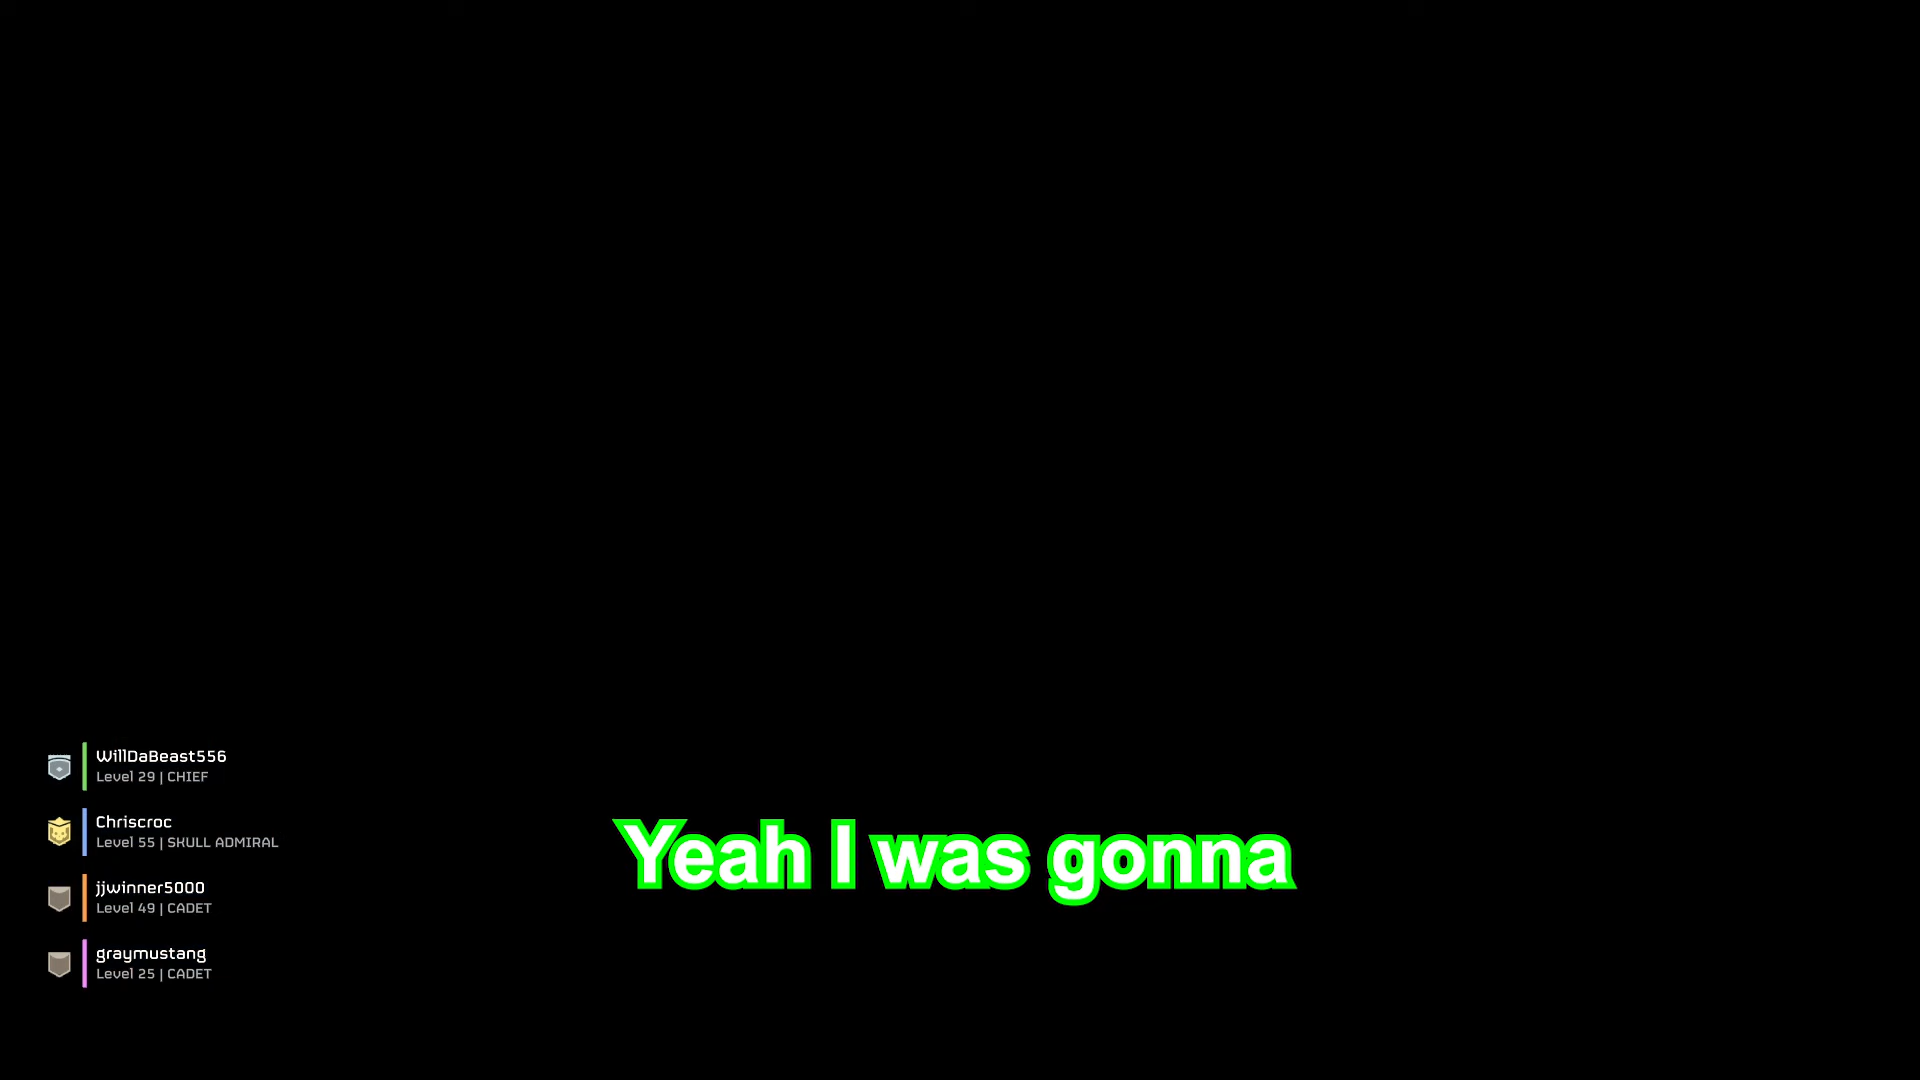 WillDaBeast556
Level 29 | CHIEF
Chriscroc
Level 55 | SKULL ADMIRAL
jjwinner5000
Level 49 | CADET
graymustang
Level 25 | CADET
Yeah I was gonna